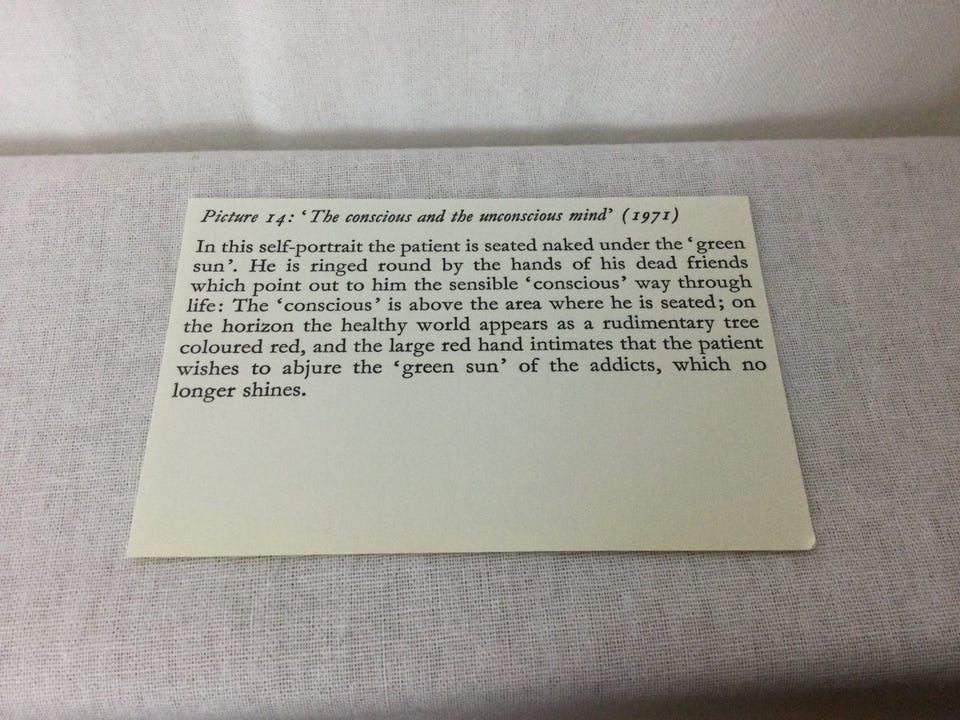 Picture 14: ‘The conscious and the unconscious mind’ (1971)
In this self-portrait the patient is seated naked under the ‘green
sun’. He is ringed round by the hands of his dead friends
which point out to him the sensible ‘conscious’ way through
life: The ‘conscious’ is above the area where he is seated; on
the horizon the healthy world appears as a rudimentary tree
coloured red, and the large red hand intimates that the patient
wishes to abjure the ‘green sun’ of the addicts, which no
longer shines.